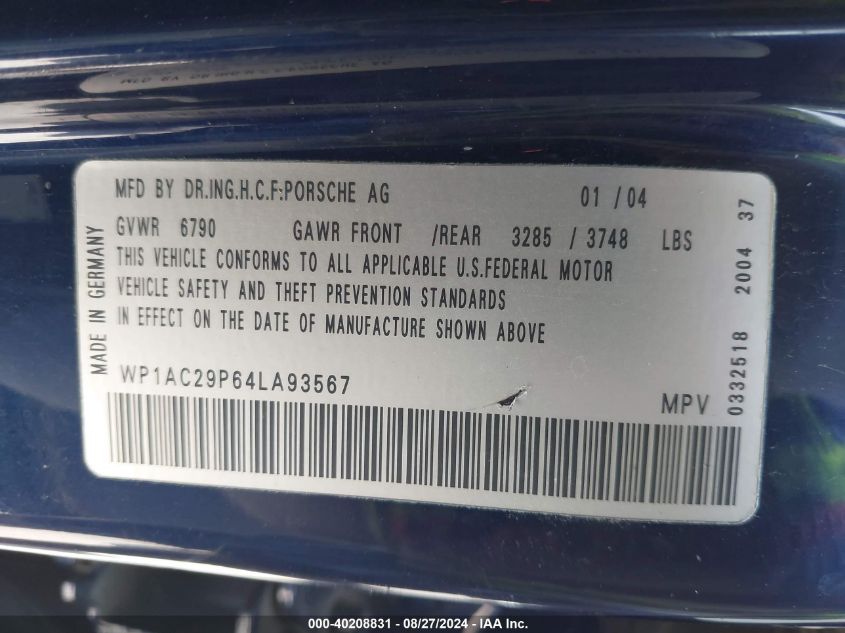 MFD BY DR.ING.H.C.F:PORSCHE AG 01 / 04
GVWR 6790 GAWR FRONT /REAR 3285 / 3748 LBS
THIS VEHICLE CONFORMS TO ALL APPLICABLE U.S.FEDERAL MOTOR
VEHICLE SAFETY AND THEFT PREVENTION STANDARDS
IN EFFECT ON THE DATE OF MANUFACTURE SHOWN ABOVE
WP1AC29P64LA93567
MPV
MADE IN GERMANY
0332518 2004 37
000-40208831 - 08/27/2024 - IAA Inc.